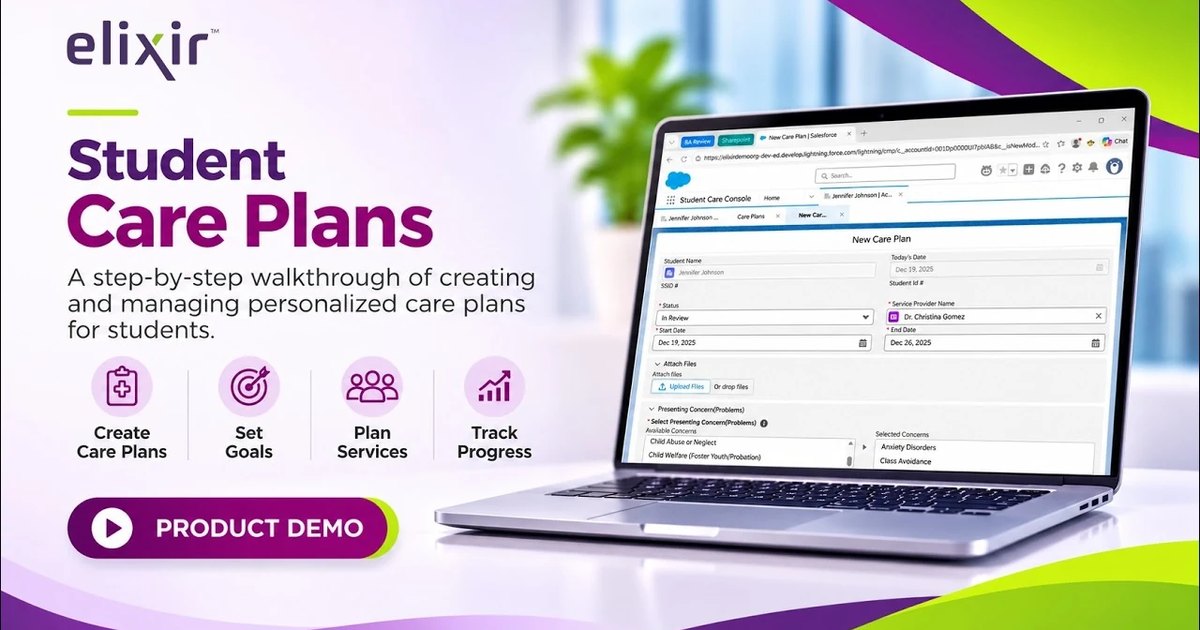 elixir™
Student
Care Plans
A step-by-step walkthrough of creating
and managing personalized care plans
for students.
Create
Care Plans
Set
Goals
Plan
Services
Track
Progress
PRODUCT DEMO
BA Review
Sharepoint
New Care Plan | Salesforce
Chat
Search...
Student Care Console
Home
Jennifer Johnson | Ac...
Jennifer Johnson ...
Care Plans
New Car...
New Care Plan
Student Name
Jennifer Johnson
SSID #
Today's Date
Dec 19, 2025
Student Id #
* Status
In Review
* Service Provider Name
Dr. Christina Gomez
* Start Date
Dec 19, 2025
* End Date
Dec 26, 2025
Attach Files
Attach files
Upload Files Or drop files
Presenting Concern(Problems)
* Select Presenting Concern(Problems)
Available Concerns
Child Abuse or Neglect
Child Welfare (Foster Youth/Probation)
Selected Concerns
Anxiety Disorders
Class Avoidance